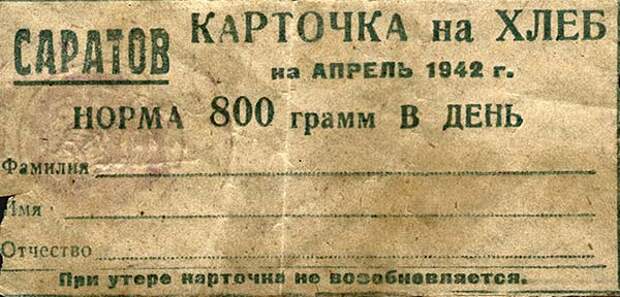 САРАТОВ
КАРТОЧКА на ХЛЕБ
на АПРЕЛЬ 1942 г.
НОРМА 800 грамм В ДЕНЬ
Фамилия
Имя
Отчество
При утере карточка не возобновляется.